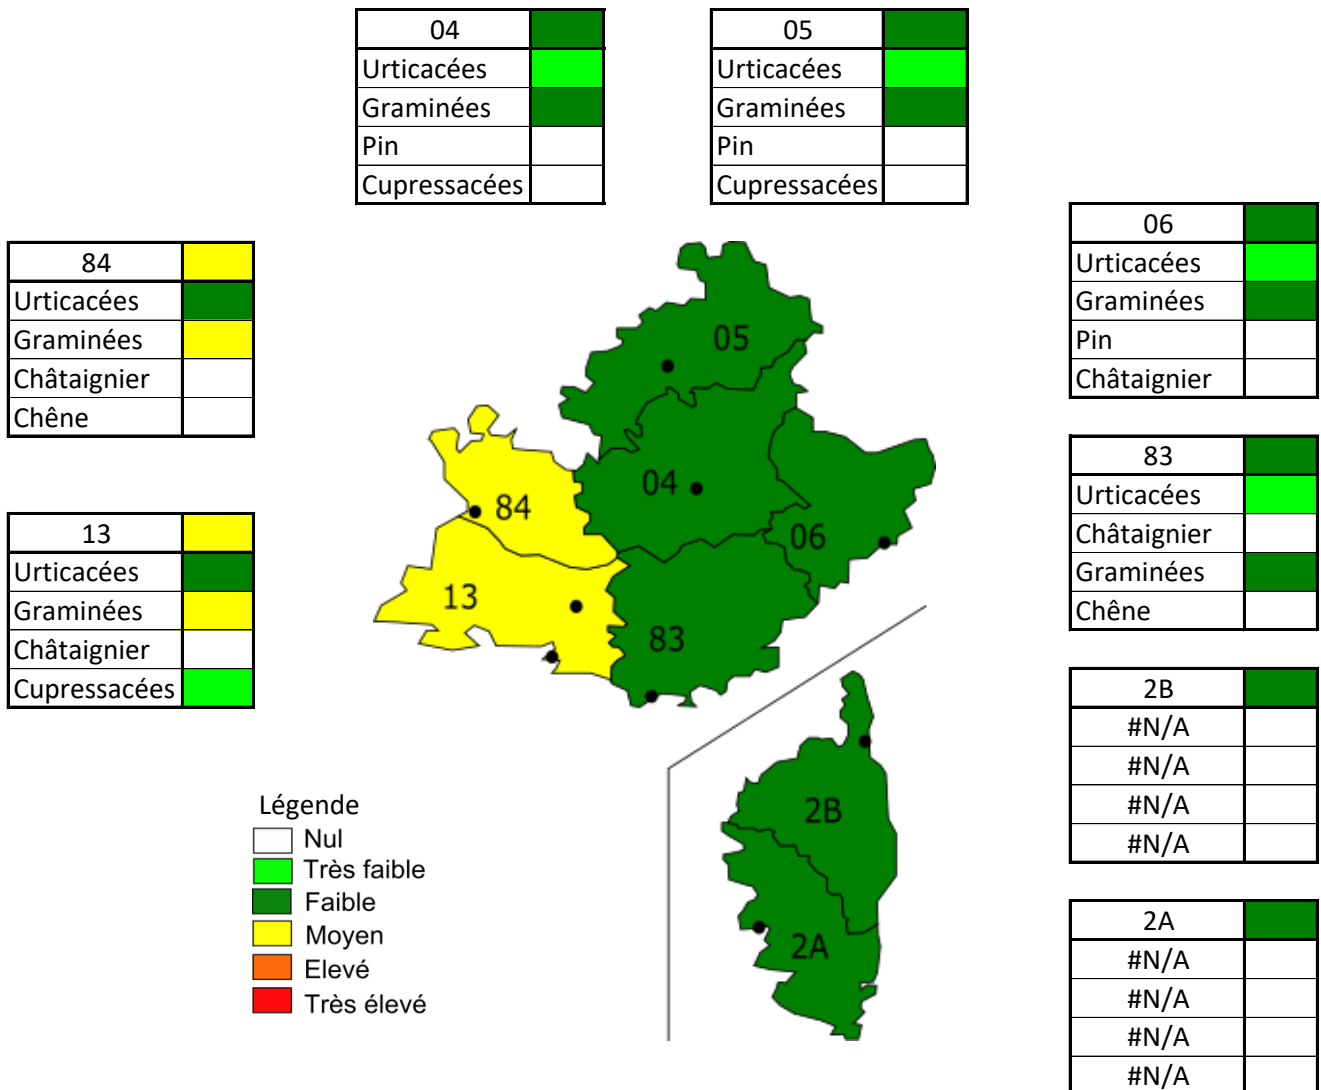 04
Urticacées
Graminées
Pin
Cupressacées
05
Urticacées
Graminées
Pin
Cupressacées
84
Urticacées
Graminées
Châtaignier
Chêne
13
Urticacées
Graminées
Châtaignier
Cupressacées
06
Urticacées
Graminées
Pin
Châtaignier
83
Urticacées
Châtaignier
Graminées
Chêne
2B
#N/A
#N/A
#N/A
#N/A
2A
#N/A
#N/A
#N/A
#N/A
05
04
84
06
13
83
2B
2A
Légende
Nul
Très faible
Faible
Moyen
Elevé
Très élevé